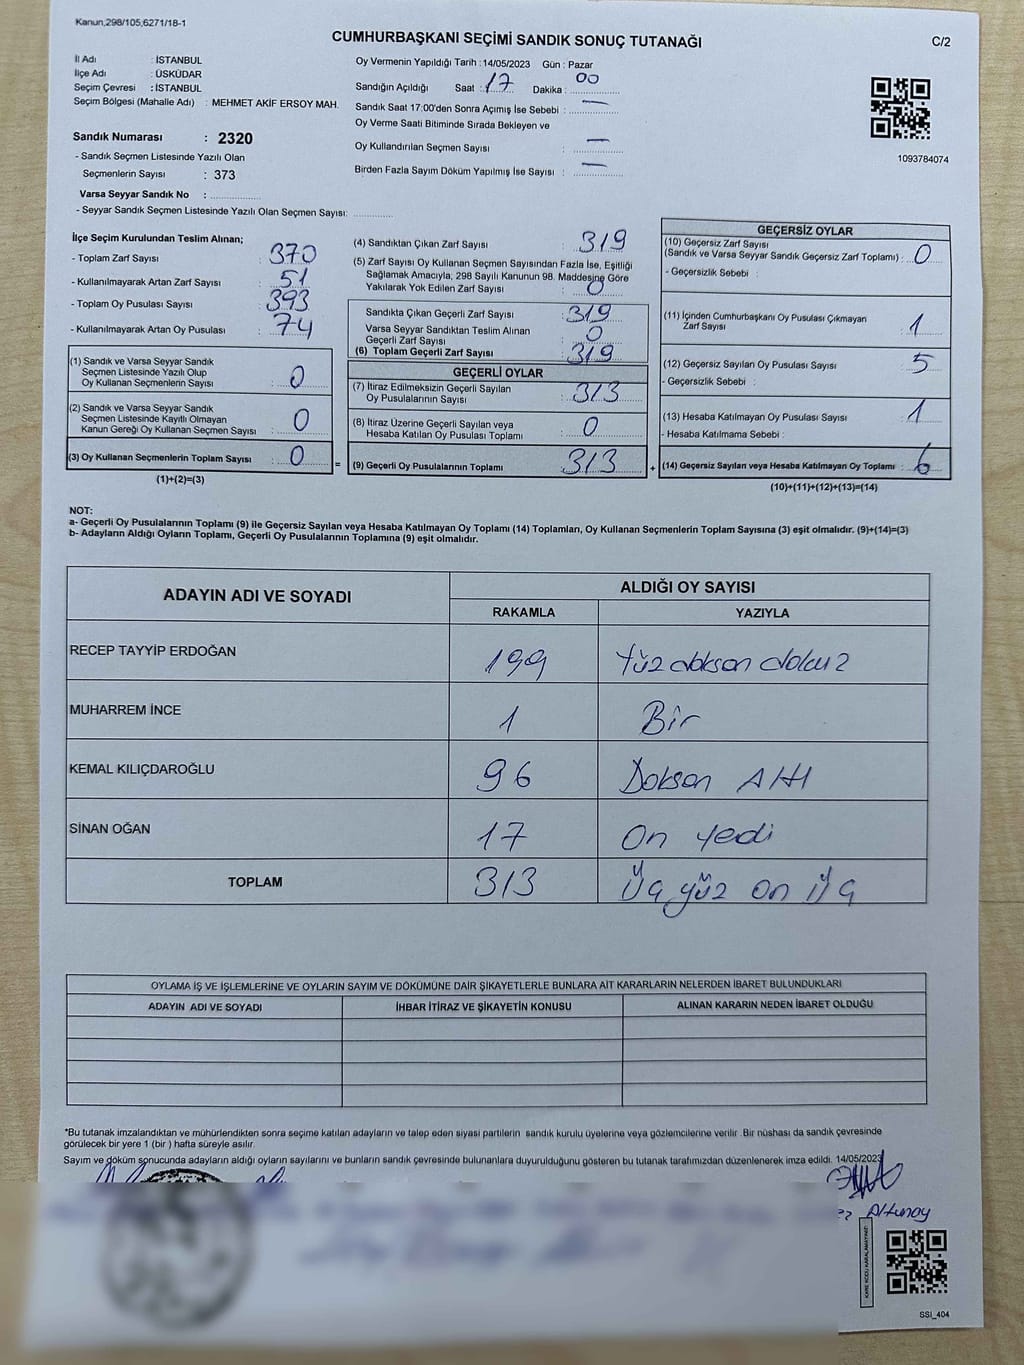 Kanun,298/105,6271/18-1
CUMHURBAŞKANI SEÇİMİ SANDIK SONUÇ TUTANAĞI
C/2
İl Adı : İSTANBUL
İlçe Adı : ÜSKÜDAR
Seçim Çevresi : İSTANBUL
Seçim Bölgesi (Mahalle Adı) : MEHMET AKİF ERSOY MAH.
Sandık Numarası : 2320
- Sandık Seçmen Listesinde Yazılı Olan
Seçmenlerin Sayısı : 373
Varsa Seyyar Sandık No :
- Seyyar Sandık Seçmen Listesinde Yazılı Olan Seçmen Sayısı:
Oy Vermenin Yapıldığı Tarih : 14/05/2023 Gün : Pazar
Sandığın Açıldığı Saat : 17 Dakika : 00
Sandık Saat 17:00'den Sonra Açımış İse Sebebi : —
Oy Verme Saati Bitiminde Sırada Bekleyen ve
Oy Kullandırılan Seçmen Sayısı : —
Birden Fazla Sayım Döküm Yapılmış İse Sayısı : —
1093784074
İlçe Seçim Kurulundan Teslim Alınan;
- Toplam Zarf Sayısı : 370
- Kullanılmayarak Artan Zarf Sayısı : 51
- Toplam Oy Pusulası Sayısı : 393
- Kullanılmayarak Artan Oy Pusulası : 74
(1) Sandık ve Varsa Seyyar Sandık
Seçmen Listesinde Yazılı Olup
Oy Kullanan Seçmenlerin Sayısı : 0
(2) Sandık ve Varsa Seyyar Sandık
Seçmen Listesinde Kayıtlı Olmayan
Kanun Gereği Oy Kullanan Seçmen Sayısı : 0
(3) Oy Kullanan Seçmenlerin Toplam Sayısı : 0
(1)+(2)=(3)
=
(4) Sandıktan Çıkan Zarf Sayısı : 319
(5) Zarf Sayısı Oy Kullanan Seçmen Sayısından Fazla İse, Eşitliği
Sağlamak Amacıyla, 298 Sayılı Kanunun 98. Maddesine Göre
Yakılarak Yok Edilen Zarf Sayısı : 0
Sandıkta Çıkan Geçerli Zarf Sayısı : 319
Varsa Seyyar Sandıktan Teslim Alınan
Geçerli Zarf Sayısı : 0
(6) Toplam Geçerli Zarf Sayısı : 319
GEÇERLİ OYLAR
(7) İtiraz Edilmeksizin Geçerli Sayılan
Oy Pusulalarının Sayısı : 313
(8) İtiraz Üzerine Geçerli Sayılan veya
Hesaba Katılan Oy Pusulası Toplamı : 0
(9) Geçerli Oy Pusulalarının Toplamı : 313
+
GEÇERSİZ OYLAR
(10) Geçersiz Zarf Sayısı
(Sandık ve Varsa Seyyar Sandık Geçersiz Zarf Toplamı) : 0
- Geçersizlik Sebebi :
(11) İçinden Cumhurbaşkanı Oy Pusulası Çıkmayan
Zarf Sayısı : 1
(12) Geçersiz Sayılan Oy Pusulası Sayısı : 5
- Geçersizlik Sebebi :
(13) Hesaba Katılmayan Oy Pusulası Sayısı : 1
- Hesaba Katılmama Sebebi :
(14) Geçersiz Sayılan veya Hesaba Katılmayan Oy Toplamı : 6
(10)+(11)+(12)+(13)=(14)
NOT:
a- Geçerli Oy Pusulalarının Toplamı (9) ile Geçersiz Sayılan veya Hesaba Katılmayan Oy Toplamı (14) Toplamları, Oy Kullanan Seçmenlerin Toplam Sayısına (3) eşit olmalıdır. (9)+(14)=(3)
b- Adayların Aldığı Oyların Toplamı, Geçerli Oy Pusulalarının Toplamına (9) eşit olmalıdır.
ADAYIN ADI VE SOYADI
ALDIĞI OY SAYISI
RAKAMLA YAZIYLA
RECEP TAYYİP ERDOĞAN 199 Yüz doksan dokuz
MUHARREM İNCE 1 Bir
KEMAL KILIÇDAROĞLU 96 Doksan Altı
SİNAN OĞAN 17 On yedi
TOPLAM 313 Üç yüz on üç
OYLAMA İŞ VE İŞLEMLERİNE VE OYLARIN SAYIM VE DÖKÜMÜNE DAİR ŞİKAYETLERLE BUNLARA AİT KARARLARIN NELERDEN İBARET BULUNDUKLARI
ADAYIN ADI VE SOYADI İHBAR İTİRAZ VE ŞİKAYETİN KONUSU ALINAN KARARIN NEDEN İBARET OLDUĞU
*Bu tutanak imzalandıktan ve mühürlendikten sonra seçime katılan adayların ve talep eden siyasi partilerin sandık kurulu üyelerine veya gözlemcilerine verilir. Bir nüshası da sandık çevresinde
görülecek bir yere 1 (bir ) hafta süreyle asılır.
Sayım ve döküm sonucunda adayların aldığı oyların sayılarını ve bunların sandık çevresinde bulunanlara duyurulduğunu gösteren bu tutanak tarafımızdan düzenlenerek imza edildi. 14/05/2023
Altunay
KARE KODU KARALAMAYINIZ!
SSI_404